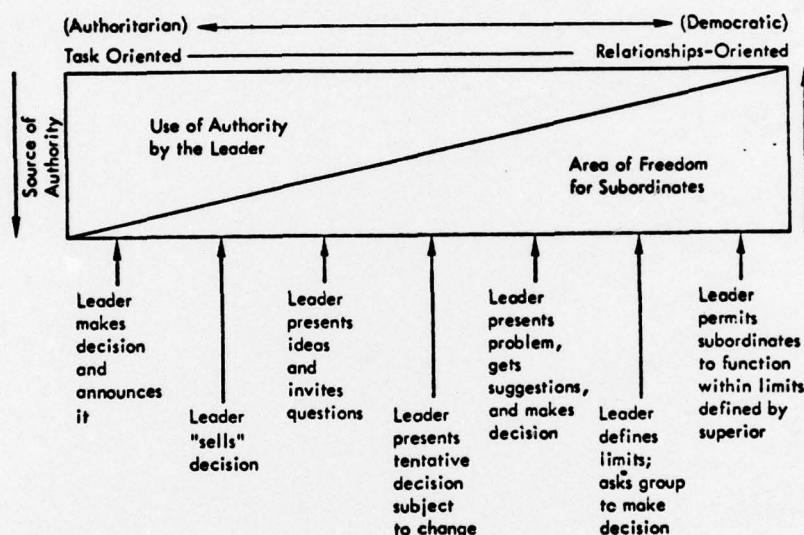 (Authoritarian) (Democratic)
Task Oriented Relationships-Oriented
Source of
Authority
Use of Authority
by the Leader
Area of Freedom
for Subordinates
Leader
makes
decision
and
announces
it
Leader
"sells"
decision
Leader
presents
ideas
and
invites
questions
Leader
presents
tentative
decision
subject
to change
Leader
presents
problem,
gets
suggestions,
and makes
decision
Leader
defines
limits;
asks group
to make
decision
Leader
permits
subordinates
to function
within limits
defined by
superior